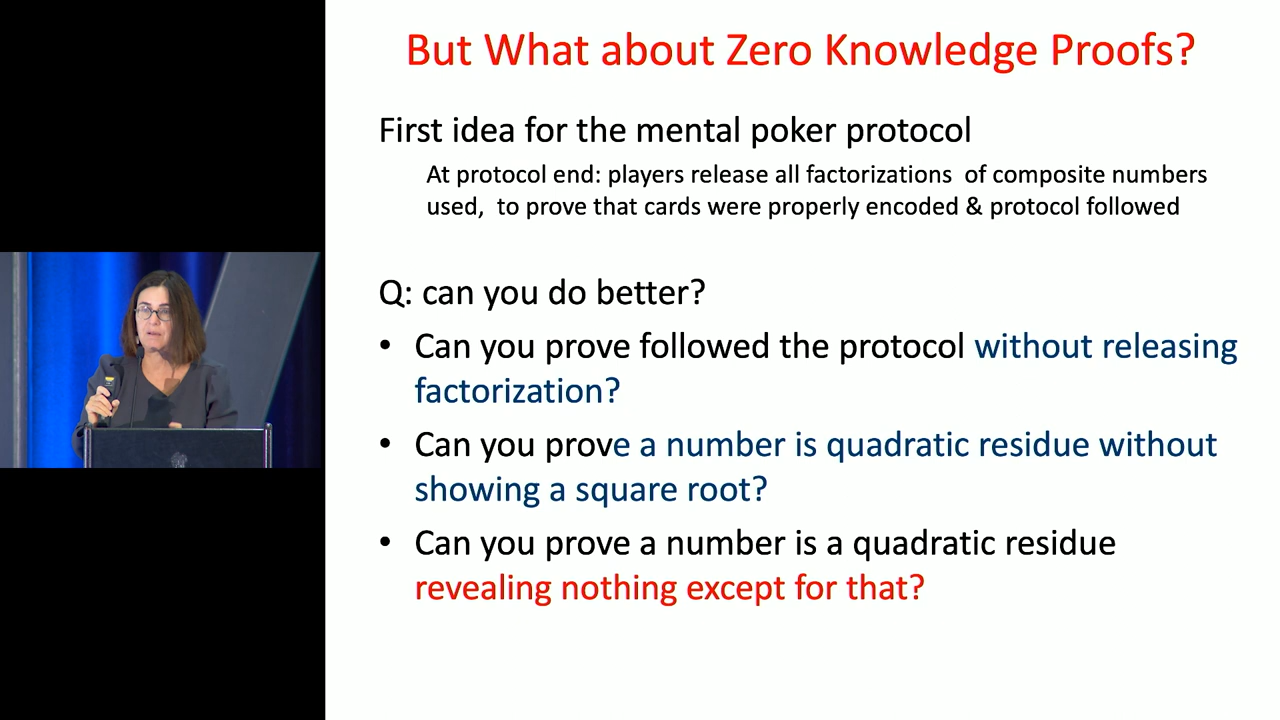 But What about Zero Knowledge Proofs?
First idea for the mental poker protocol
At protocol end: players release all factorizations of composite numbers
used, to prove that cards were properly encoded & protocol followed
Q: can you do better?
• Can you prove followed the protocol without releasing
factorization?
• Can you prove a number is quadratic residue without
showing a square root?
• Can you prove a number is a quadratic residue
revealing nothing except for that?